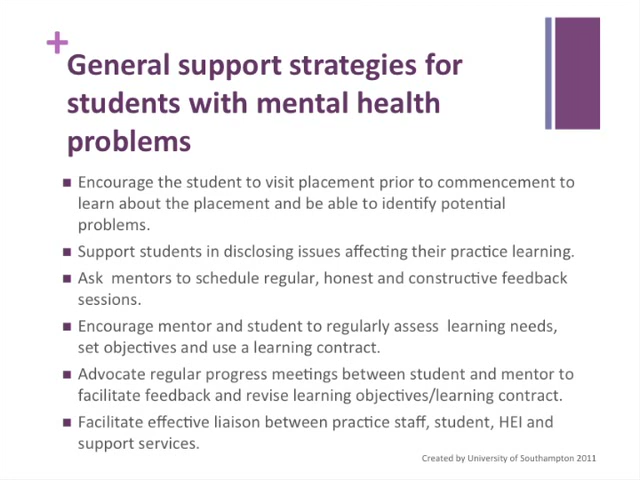 +
General support strategies for
students with mental health
problems
■ Encourage the student to visit placement prior to commencement to
learn about the placement and be able to identify potential
problems.
■ Support students in disclosing issues affecting their practice learning.
■ Ask  mentors to schedule regular, honest and constructive feedback
sessions.
■ Encourage mentor and student to regularly assess  learning needs,
set objectives and use a learning contract.
■ Advocate regular progress meetings between student and mentor to
facilitate feedback and revise learning objectives/learning contract.
■ Facilitate effective liaison between practice staff, student, HEI and
support services.
Created by University of Southampton 2011